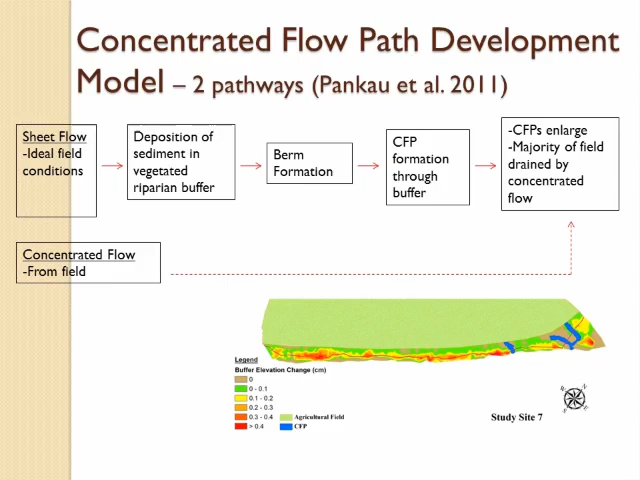 Concentrated Flow Path Development
Model – 2 pathways (Pankau et al. 2011)
Sheet Flow
-Ideal field
conditions
Deposition of
sediment in
vegetated
riparian buffer
Berm
Formation
CFP
formation
through
buffer
-CFPs enlarge
-Majority of field
drained by
concentrated
flow
Concentrated Flow
-From field
Legend
Buffer Elevation Change (cm)
0
0 - 0.1
0.1 - 0.2
0.2 - 0.3
0.3 - 0.4
> 0.4
Agricultural Field
CFP
Study Site 7
N
E
S
W